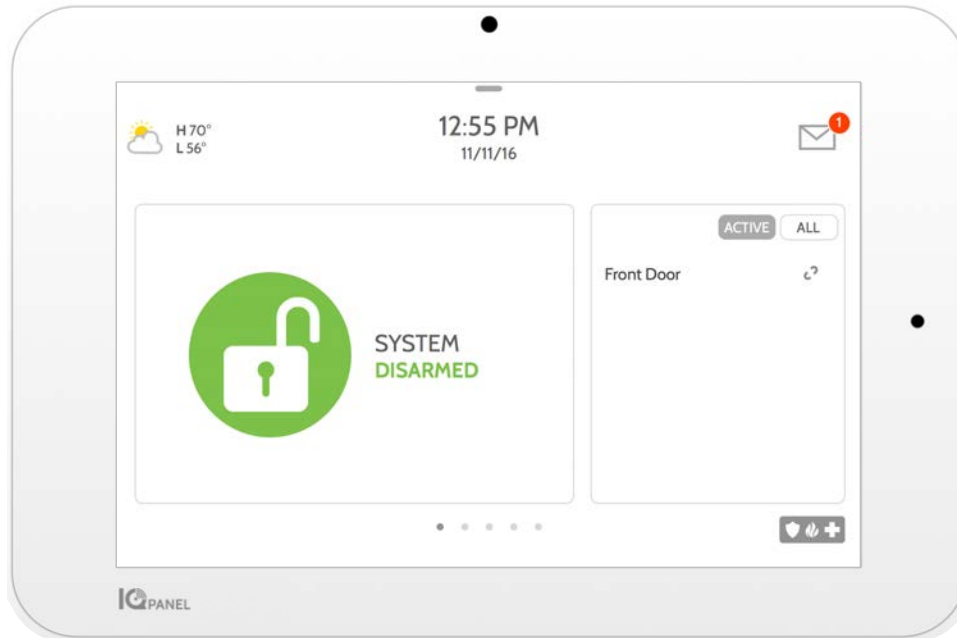 H 70°
L 56°
12:55 PM
11/11/16
1
ACTIVE
ALL
Front Door
SYSTEM
DISARMED
IQ PANEL